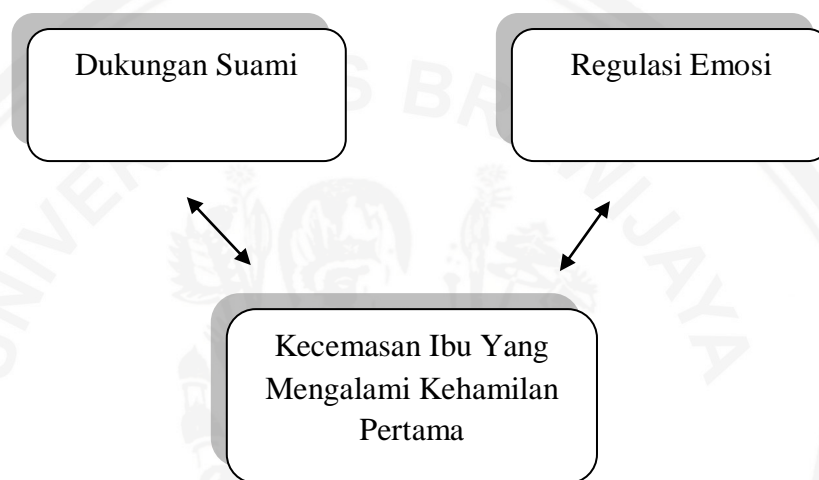 Dukungan Suami
Regulasi Emosi
Kecemasan Ibu Yang
Mengalami Kehamilan
Pertama